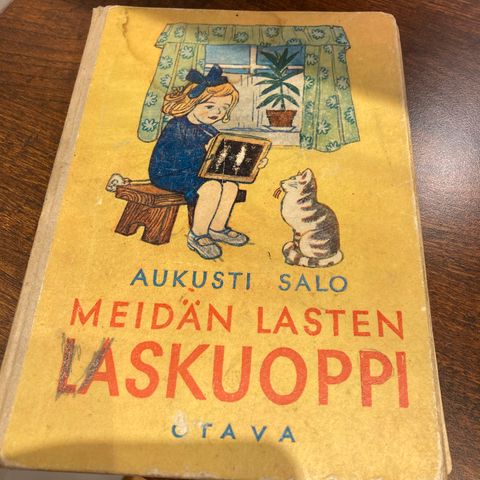 AUKUSTI SALO
MEIDÄN LASTEN
LASKUOPPI
OTAVA